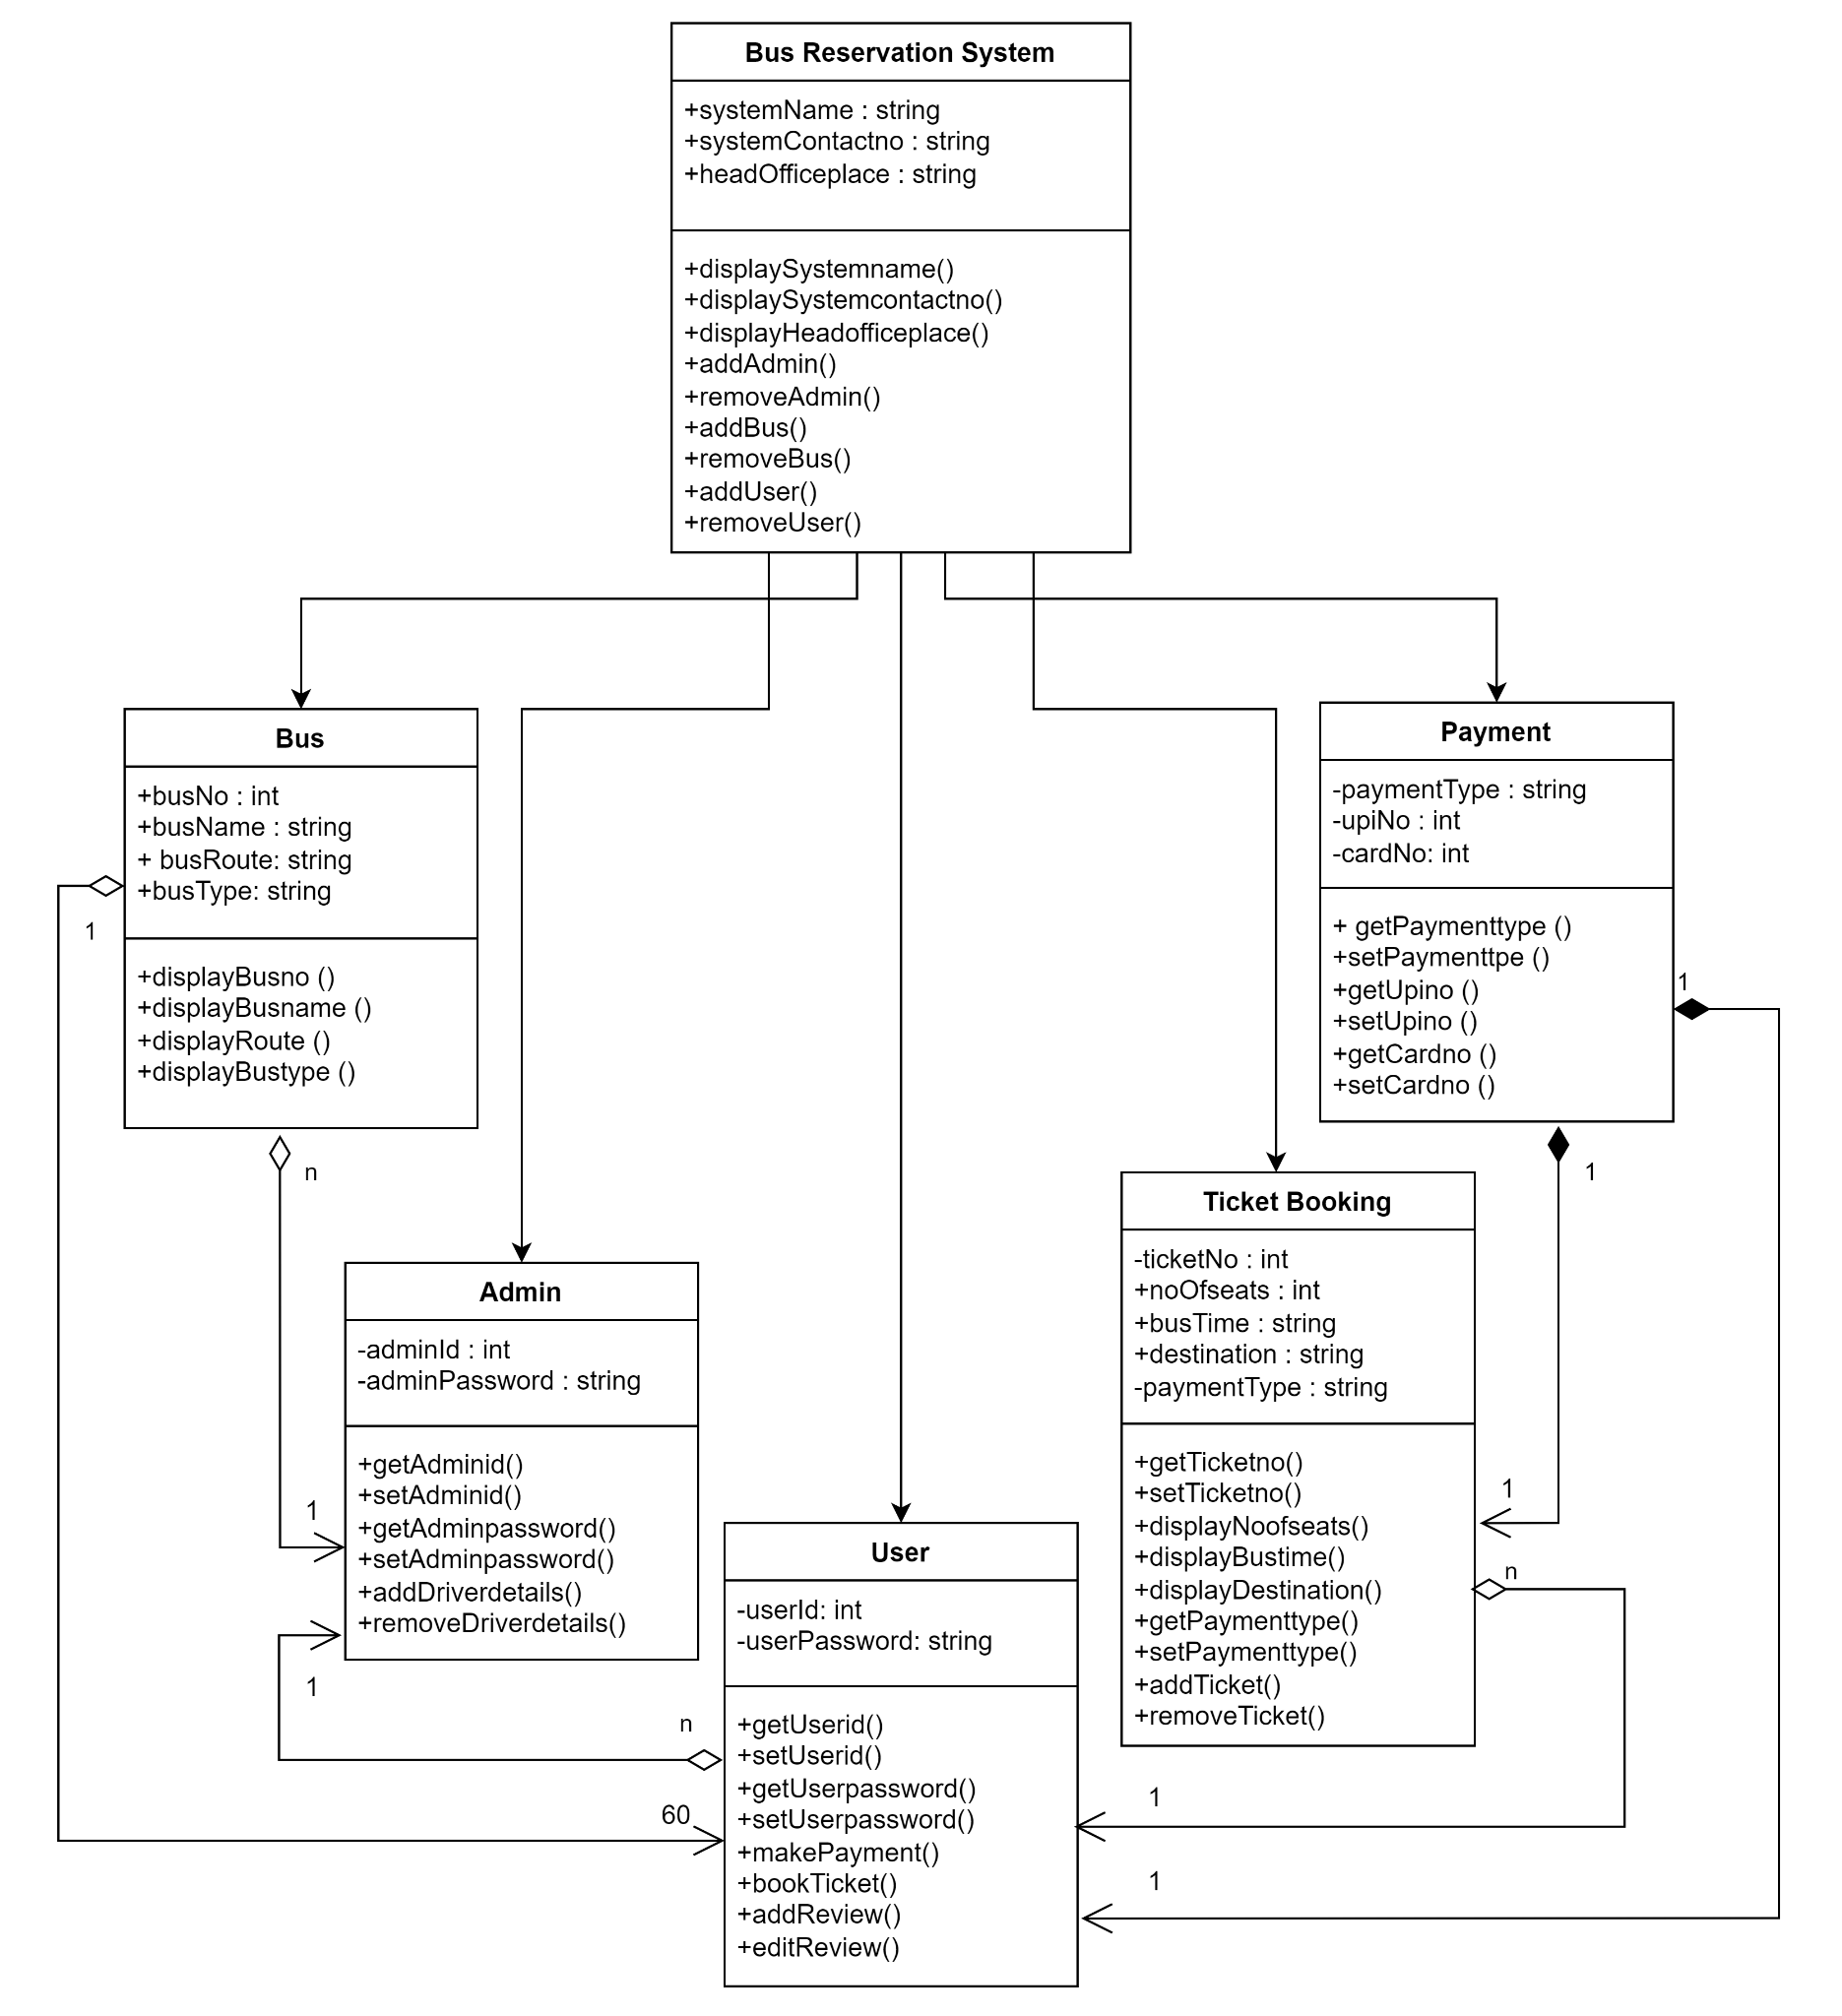 Bus Reservation System
+systemName : string
+systemContactno : string
+headOfficeplace : string
+displaySystemname()
+displaySystemcontactno()
+displayHeadofficeplace()
+addAdmin()
+removeAdmin()
+addBus()
+removeBus()
+addUser()
+removeUser()
Bus
+busNo : int
+busName : string
+ busRoute: string
+busType: string
1
+displayBusno ()
+displayBusname ()
+displayRoute ()
+displayBustype ()
n
Payment
-paymentType : string
-upiNo : int
-cardNo: int
+ getPaymenttype ()
+setPaymenttpe ()
+getUpino ()
+setUpino ()
+getCardno ()
+setCardno ()
1
1
Admin
-adminId : int
-adminPassword : string
+getAdminid()
+setAdminid()
+getAdminpassword()
+setAdminpassword()
+addDriverdetails()
+removeDriverdetails()
1
1
Ticket Booking
-ticketNo : int
+noOfseats : int
+busTime : string
+destination : string
-paymentType : string
+getTicketno()
+setTicketno()
+displayNoofseats()
+displayBustime()
+displayDestination()
+getPaymenttype()
+setPaymenttype()
+addTicket()
+removeTicket()
1
n
User
-userId: int
-userPassword: string
+getUserid()
+setUserid()
+getUserpassword()
+setUserpassword()
+makePayment()
+bookTicket()
+addReview()
+editReview()
n
60
1
1